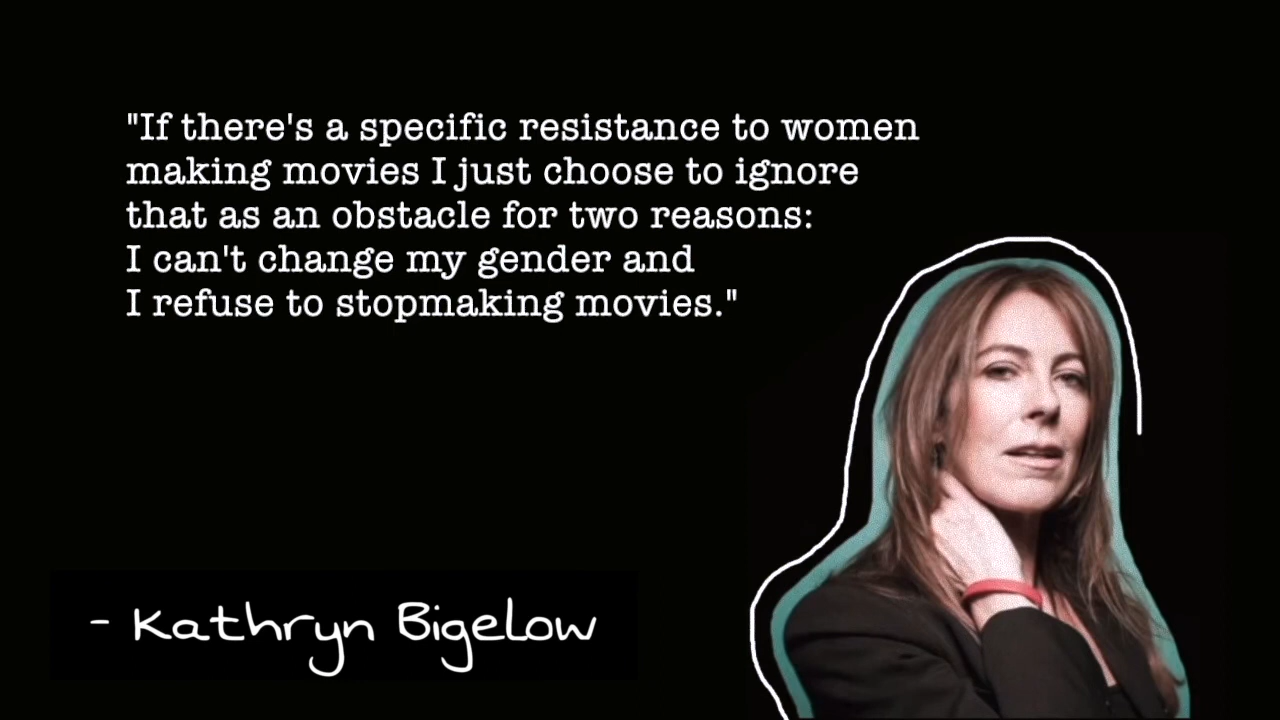 "If there's a specific resistance to women
making movies I just choose to ignore
that as an obstacle for two reasons:
I can't change my gender and
I refuse to stopmaking movies."
- Kathryn Bigelow